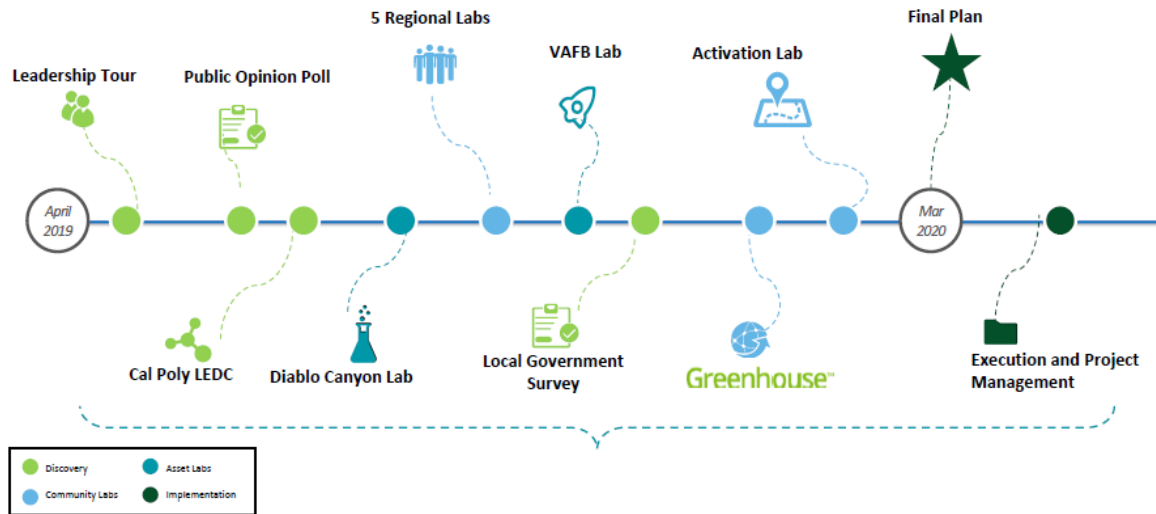 5 Regional Labs
Final Plan
VAFB Lab
Activation Lab
Leadership Tour
Public Opinion Poll
April
2019
Mar
2020
Cal Poly LEDC
Diablo Canyon Lab
Local Government
Survey
Greenhouse™
Execution and Project
Management
Discovery
Asset Labs
Community Labs
Implementation